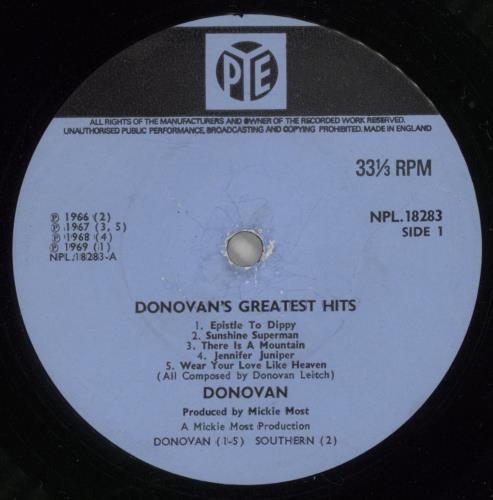 PYE
ALL RIGHTS OF THE MANUFACTURERS AND OWNER OF THE RECORDED WORK RESERVED.
UNAUTHORISED PUBLIC PERFORMANCE, BROADCASTING AND COPYING PROHIBITED. MADE IN ENGLAND
33⅓ RPM
NPL.18283
SIDE 1
℗ 1966 (2)
℗ 1967 (3, 5)
℗ 1968 (4)
℗ 1969 (1)
NPL.18283-A
DONOVAN'S GREATEST HITS
1. Epistle To Dippy
2. Sunshine Superman
3. There Is A Mountain
4. Jennifer Juniper
5. Wear Your Love Like Heaven
(All Composed by Donovan Leitch)
DONOVAN
Produced by Mickie Most
A Mickie Most Production
DONOVAN (1-5) SOUTHERN (2)